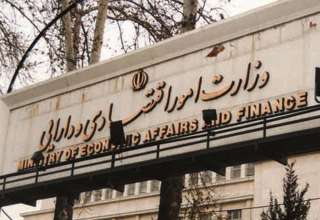 وزارت امور اقتصادی و دارایی
MINISTRY OF ECONOMIC AFFAIRS AND FINANCE